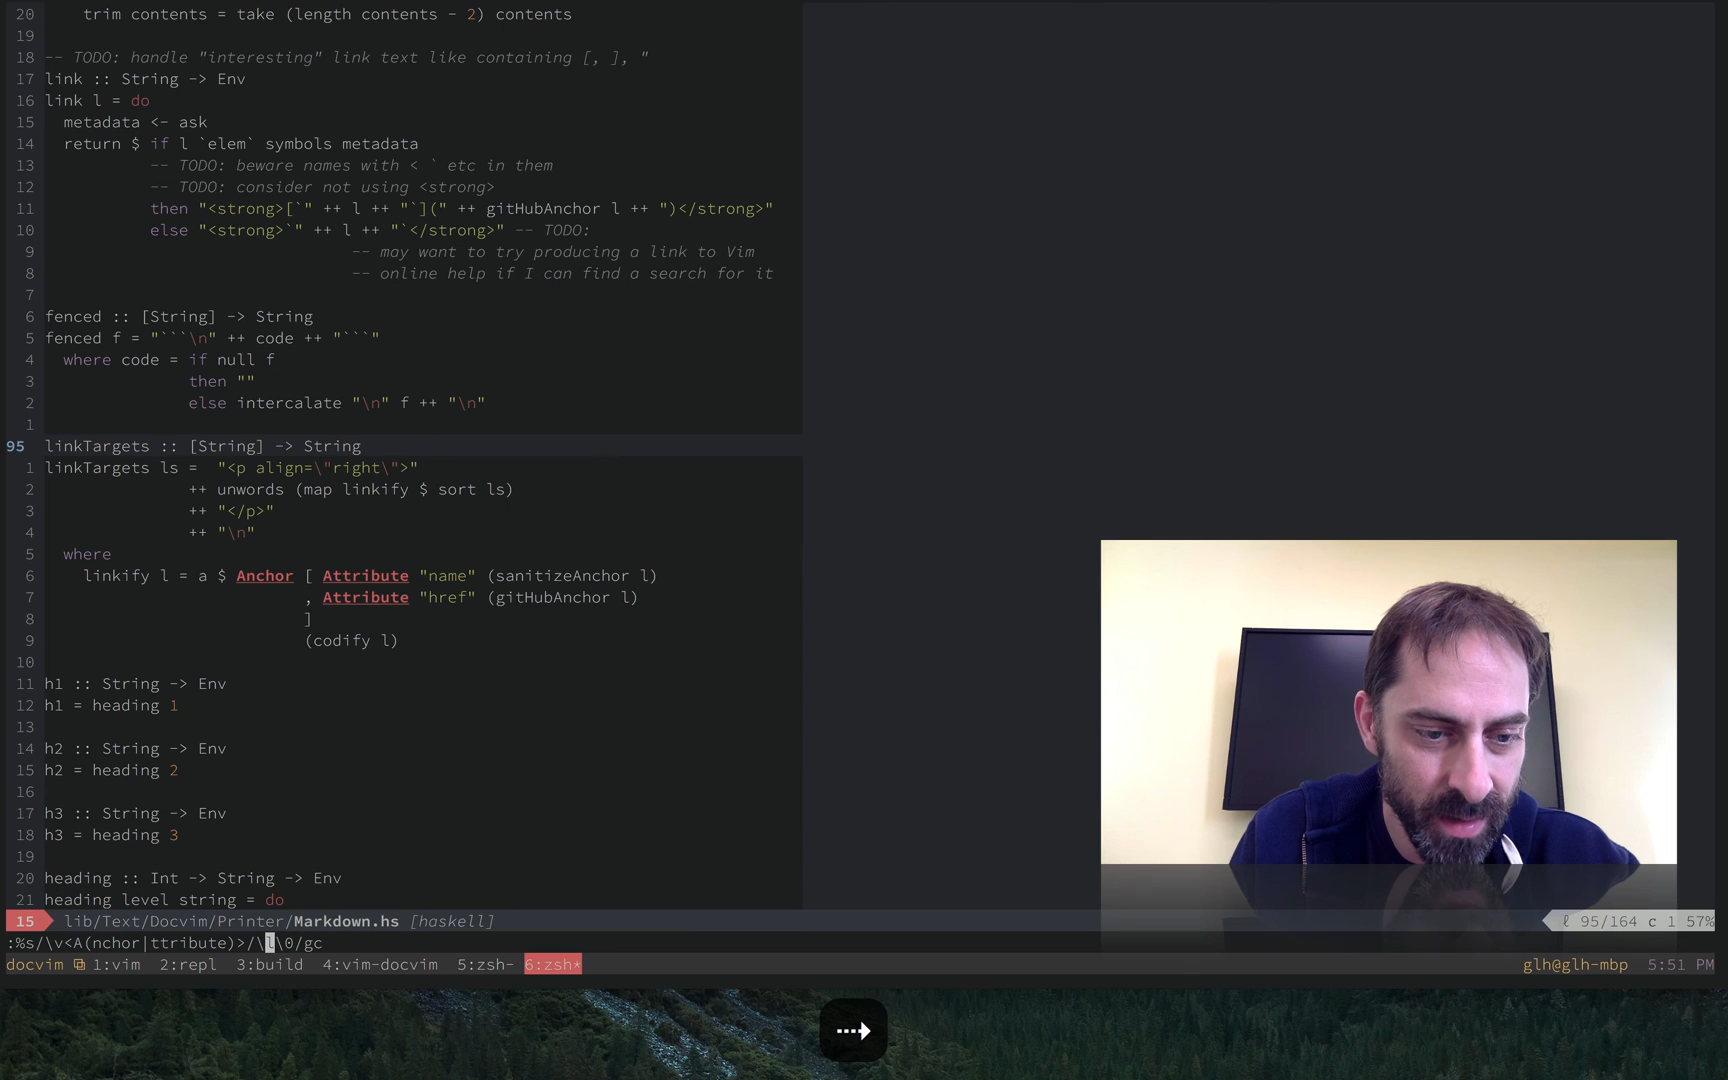 20     trim contents = take (length contents - 2) contents
19
18 -- TODO: handle "interesting" link text like containing [, ], "
17 link :: String -> Env
16 link l = do
15   metadata <- ask
14   return $ if l `elem` symbols metadata
13            -- TODO: beware names with < ` etc in them
12            -- TODO: consider not using <strong>
11            then "<strong>[`" ++ l ++ "`](" ++ gitHubAnchor l ++ ")</strong>"
10            else "<strong>`" ++ l ++ "`</strong>" -- TODO:
9                                 -- may want to try producing a link to Vim
8                                 -- online help if I can find a search for it
7
6 fenced :: [String] -> String
5 fenced f = "```\n" ++ code ++ "```"
4   where code = if null f
3                then ""
2                else intercalate "\n" f ++ "\n"
1
95 linkTargets :: [String] -> String
1 linkTargets ls =  "<p align=\"right\">"
2                ++ unwords (map linkify $ sort ls)
3                ++ "</p>"
4                ++ "\n"
5   where
6     linkify l = a $ Anchor [ Attribute "name" (sanitizeAnchor l)
7                            , Attribute "href" (gitHubAnchor l)
8                            ]
9                            (codify l)
10
11 h1 :: String -> Env
12 h1 = heading 1
13
14 h2 :: String -> Env
15 h2 = heading 2
16
17 h3 :: String -> Env
18 h3 = heading 3
19
20 heading :: Int -> String -> Env
21 heading level string = do
15 lib/Text/Docvim/Printer/Markdown.hs [haskell] ℓ 95/164 c 1 57%
:%s/\v<A(nchor|ttribute)>/\l\0/gc
docvim 1:vim 2:repl 3:build 4:vim-docvim 5:zsh- 6:zsh* glh@glh-mbp 5:51 PM